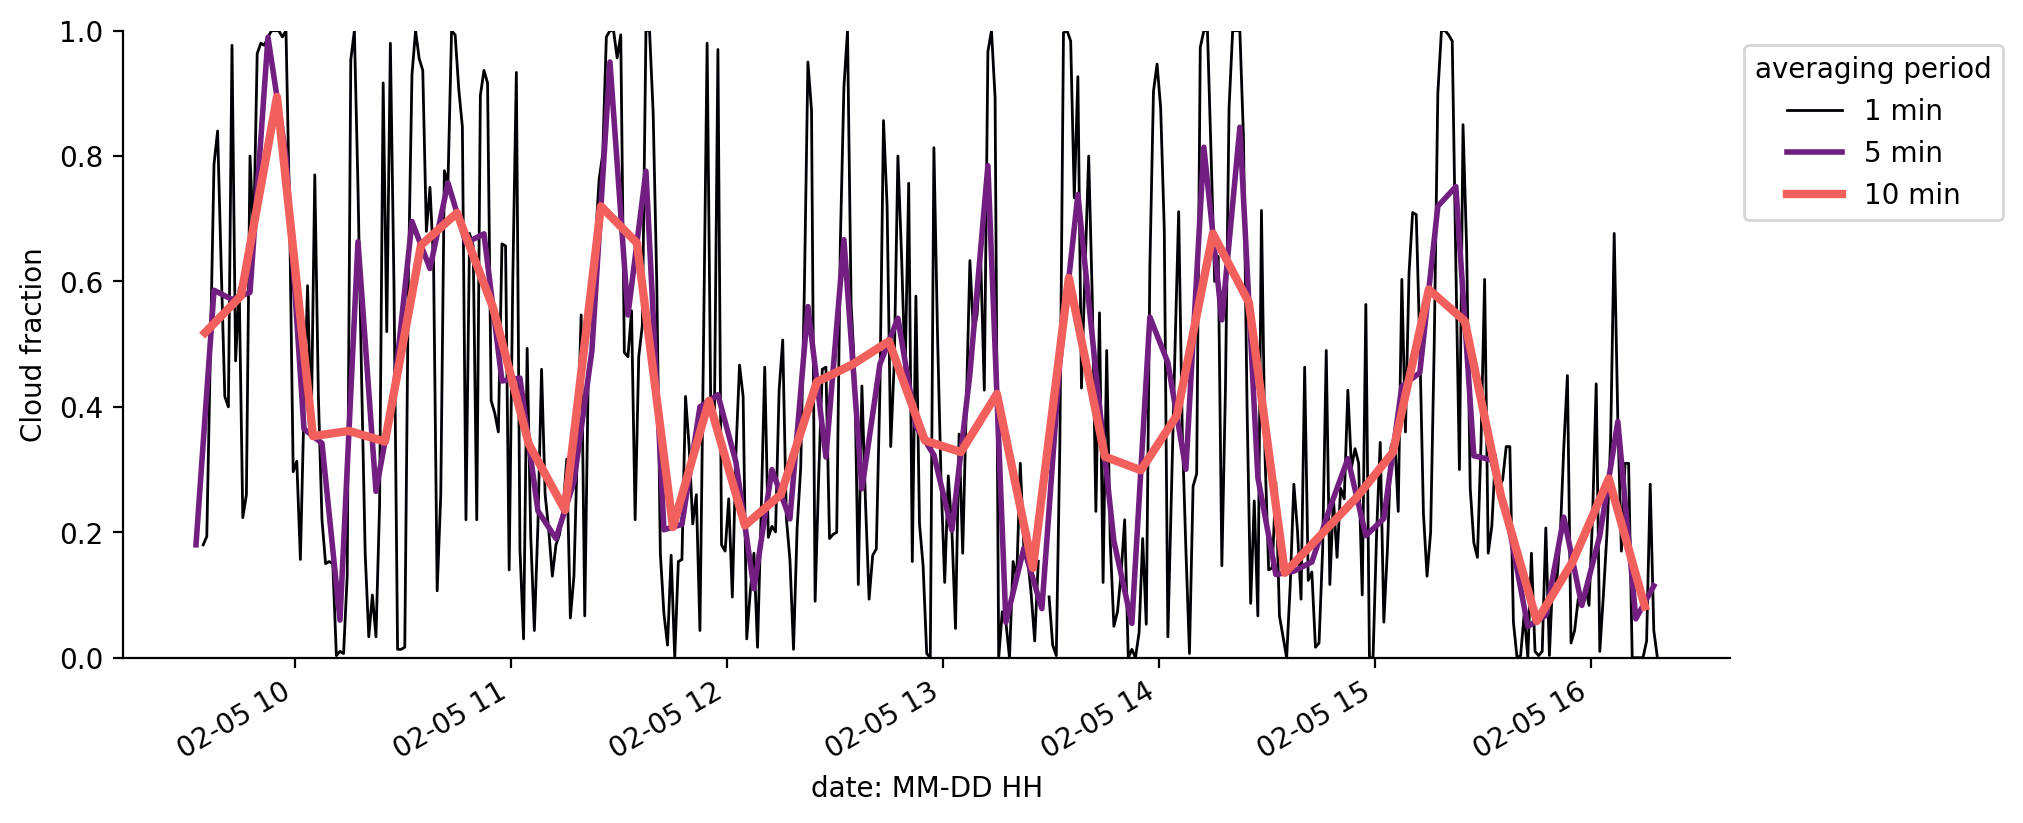 1.0
0.8
0.6
0.4
0.2
0.0
Cloud fraction
02-05 10
02-05 11
02-05 12
02-05 13
02-05 14
02-05 15
02-05 16
date: MM-DD HH
averaging period
1 min
5 min
10 min